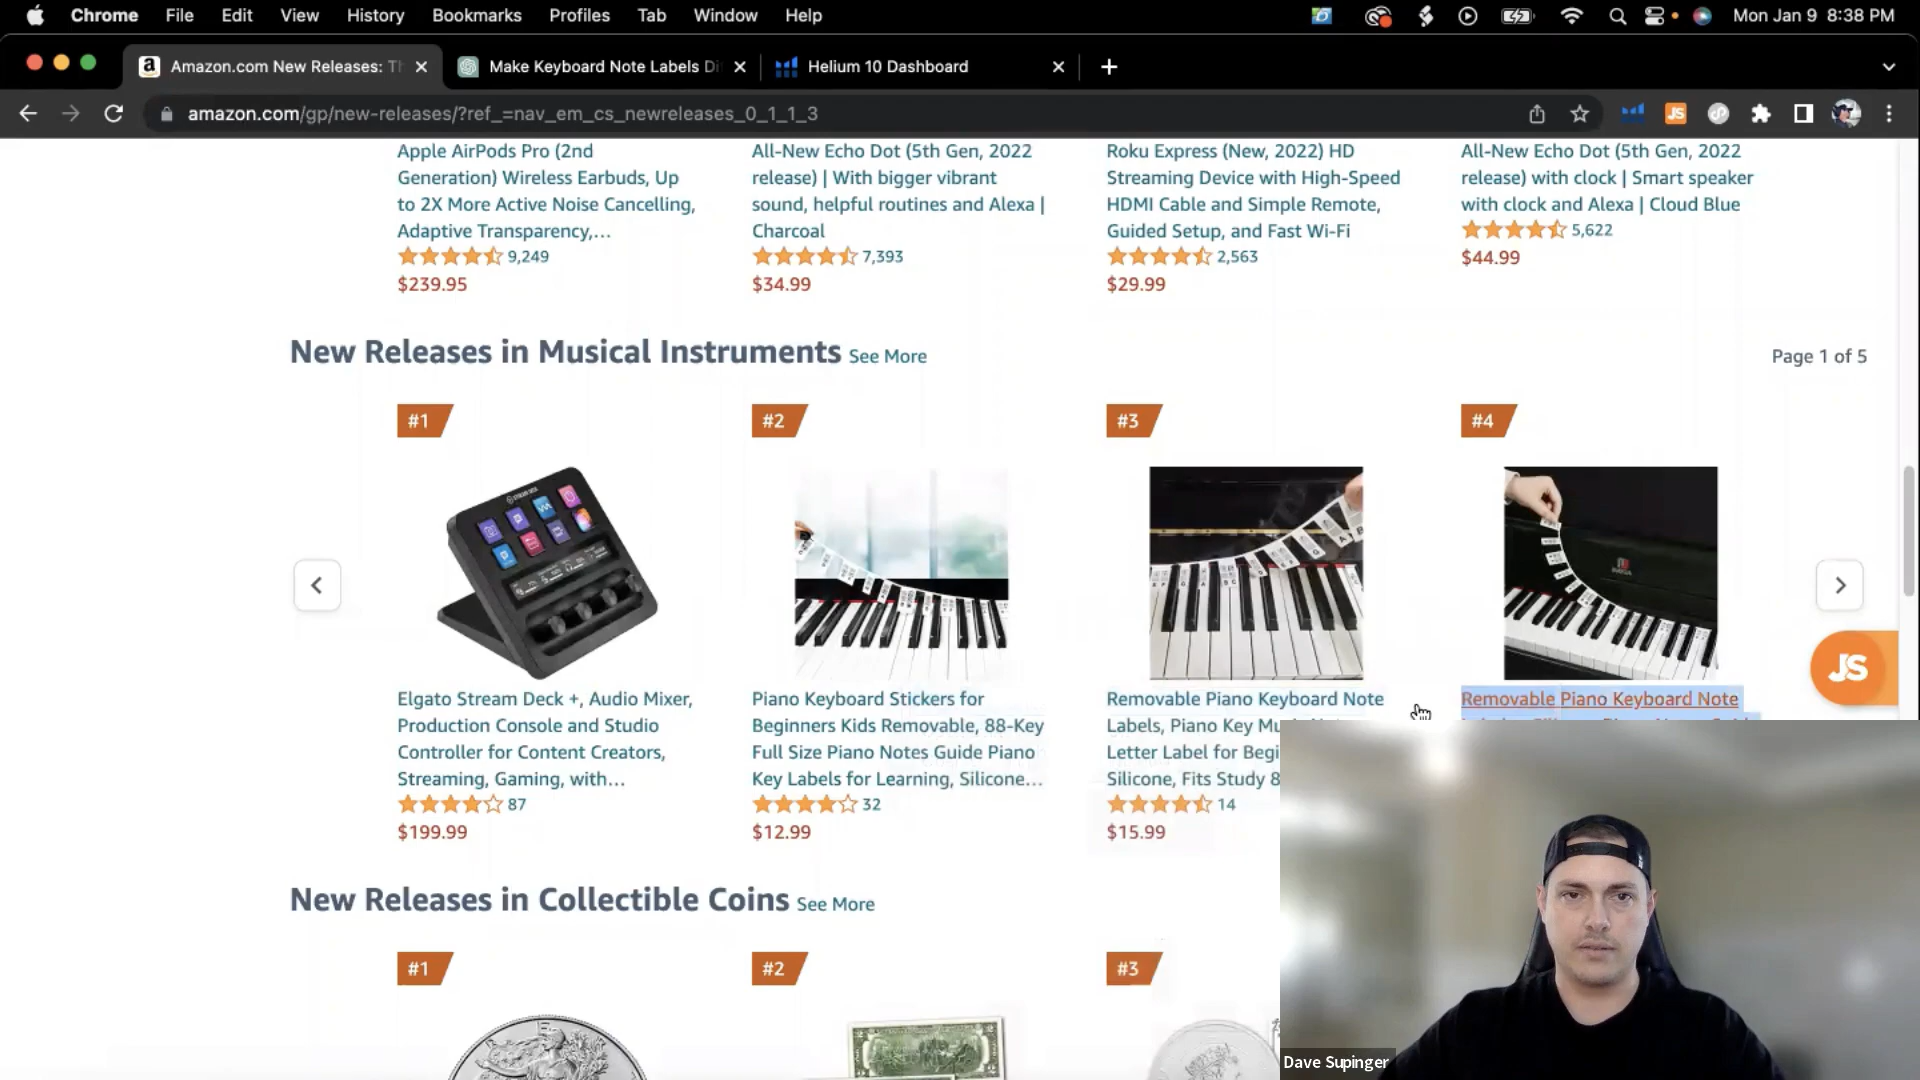 Chrome File Edit View History Bookmarks Profiles Tab Window Help Mon Jan 9 8:38 PM
Amazon.com New Releases: Make Keyboard Note Labels Helium 10 Dashboard
amazon.com/gp/new-releases/?ref_=nav_em_cs_newreleases_0_1_1_3
JS
Apple AirPods Pro (2nd
Generation) Wireless Earbuds, Up
to 2X More Active Noise Cancelling,
Adaptive Transparency,…
9,249
$239.95
All-New Echo Dot (5th Gen, 2022
release) | With bigger vibrant
sound, helpful routines and Alexa |
Charcoal
7,393
$34.99
Roku Express (New, 2022) HD
Streaming Device with High-Speed
HDMI Cable and Simple Remote,
Guided Setup, and Fast Wi-Fi
2,563
$29.99
All-New Echo Dot (5th Gen, 2022
release) with clock | Smart speaker
with clock and Alexa | Cloud Blue
5,622
$44.99
New Releases in Musical Instruments See More Page 1 of 5
#1
Elgato Stream Deck +, Audio Mixer,
Production Console and Studio
Controller for Content Creators,
Streaming, Gaming, with…
87
$199.99
#2
Piano Keyboard Stickers for
Beginners Kids Removable, 88-Key
Full Size Piano Notes Guide Piano
Key Labels for Learning, Silicone…
32
$12.99
#3
Removable Piano Keyboard Note
Labels, Piano Key
Letter Label for
Silicone, Fits Study
14
$15.99
#4
Removable Piano Keyboard Note
JS
New Releases in Collectible Coins See More
#1
#2
#3
Dave Supinger